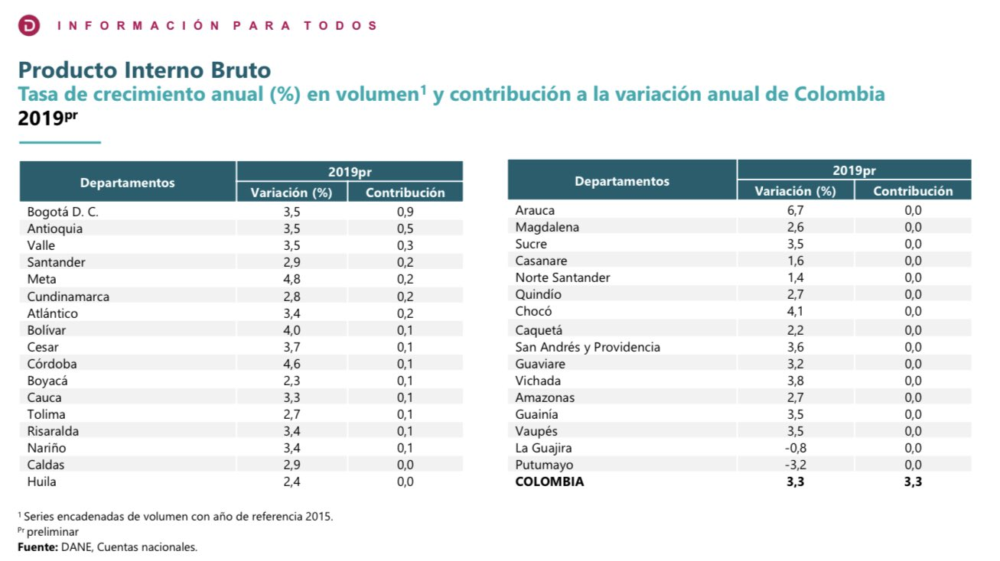 D INFORMACIÓN PARA TODOS
Producto Interno Bruto
Tasa de crecimiento anual (%) en volumen¹ y contribución a la variación anual de Colombia
2019ᵖʳ
Departamentos 2019pr
Variación (%) Contribución
Bogotá D. C. 3,5 0,9
Antioquia 3,5 0,5
Valle 3,5 0,3
Santander 2,9 0,2
Meta 4,8 0,2
Cundinamarca 2,8 0,2
Atlántico 3,4 0,2
Bolívar 4,0 0,1
Cesar 3,7 0,1
Córdoba 4,6 0,1
Boyacá 2,3 0,1
Cauca 3,3 0,1
Tolima 2,7 0,1
Risaralda 3,4 0,1
Nariño 3,4 0,1
Caldas 2,9 0,0
Huila 2,4 0,0
Departamentos 2019pr
Variación (%) Contribución
Arauca 6,7 0,0
Magdalena 2,6 0,0
Sucre 3,5 0,0
Casanare 1,6 0,0
Norte Santander 1,4 0,0
Quindío 2,7 0,0
Chocó 4,1 0,0
Caquetá 2,2 0,0
San Andrés y Providencia 3,6 0,0
Guaviare 3,2 0,0
Vichada 3,8 0,0
Amazonas 2,7 0,0
Guainía 3,5 0,0
Vaupés 3,5 0,0
La Guajira -0,8 0,0
Putumayo -3,2 0,0
COLOMBIA 3,3 3,3
¹ Series encadenadas de volumen con año de referencia 2015.
ᴾʳ preliminar
Fuente: DANE, Cuentas nacionales.